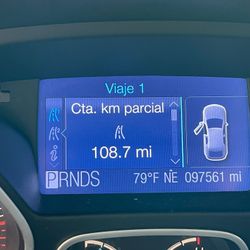 Viaje 1
Cta. km parcial
108.7 mi
PRNDS 79°F NE 097561 mi